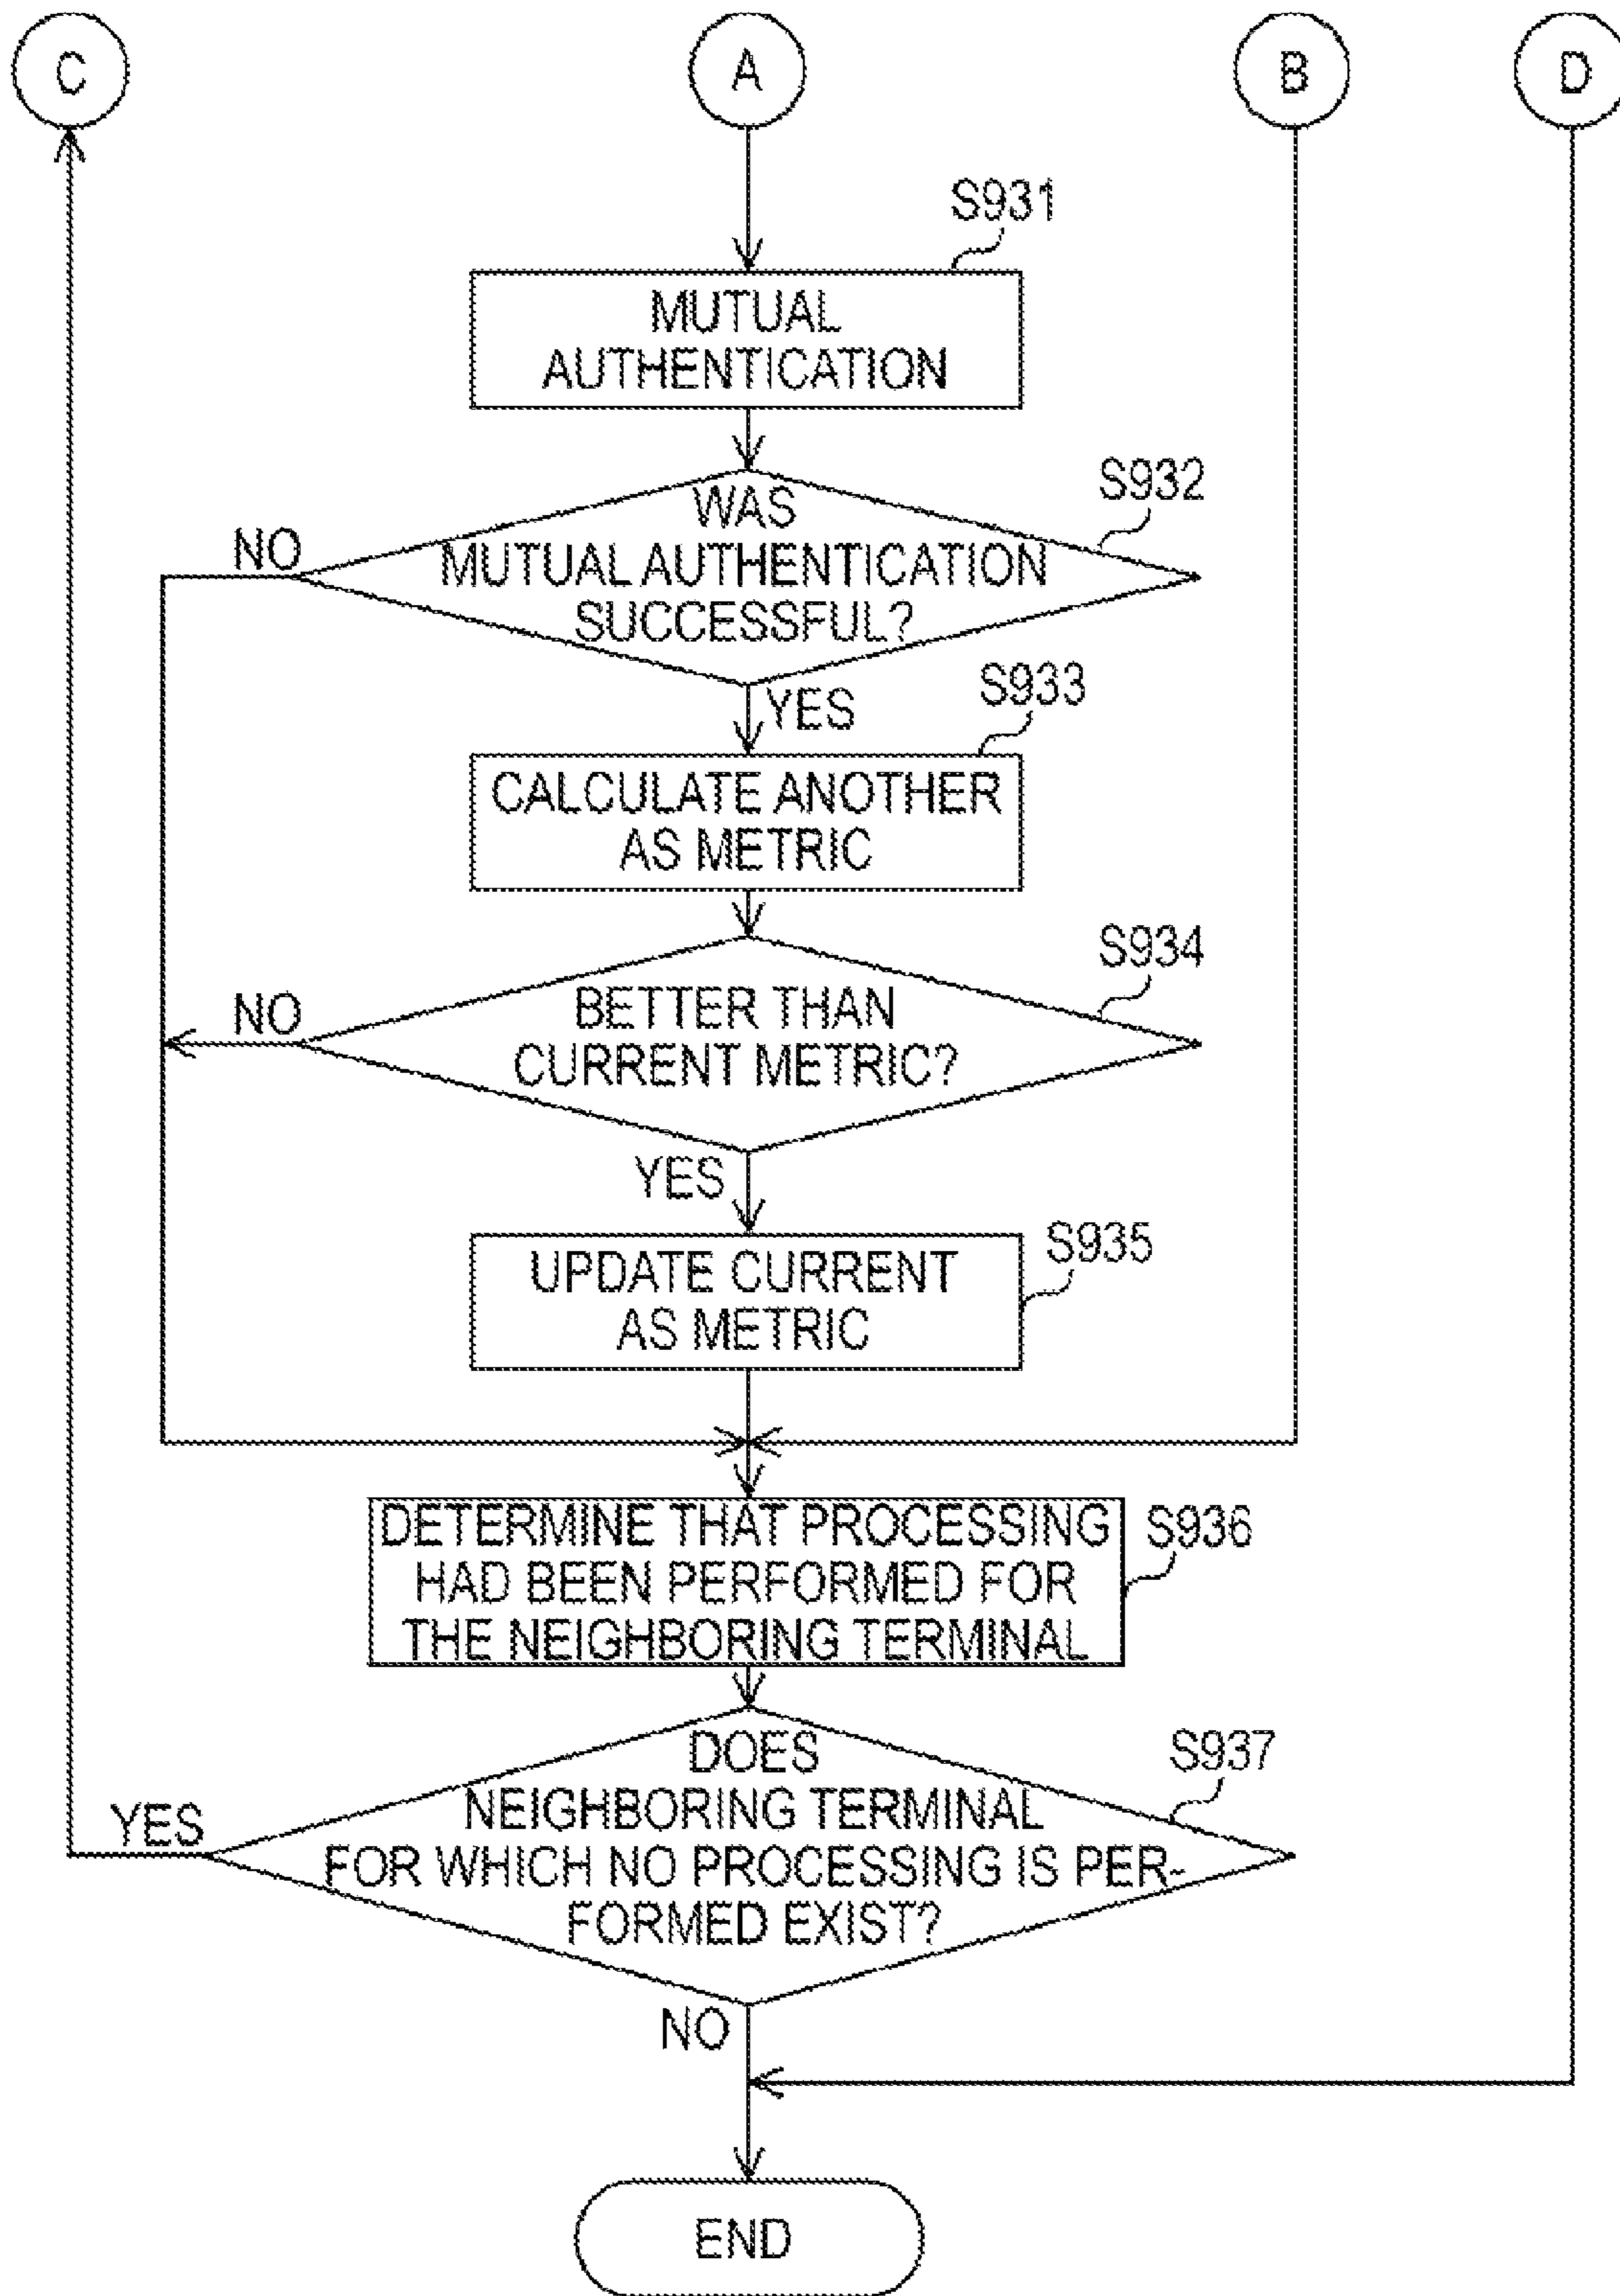 C
A
B
D
S931
MUTUAL
AUTHENTICATION
S932
WAS
MUTUAL AUTHENTICATION
SUCCESSFUL?
NO
YES
S933
CALCULATE ANOTHER
AS METRIC
S934
BETTER THAN
CURRENT METRIC?
NO
YES
S935
UPDATE CURRENT
AS METRIC
S936
DETERMINE THAT PROCESSING
HAD BEEN PERFORMED FOR
THE NEIGHBORING TERMINAL
S937
DOES
NEIGHBORING TERMINAL
FOR WHICH NO PROCESSING IS PER-
FORMED EXIST?
YES
NO
END